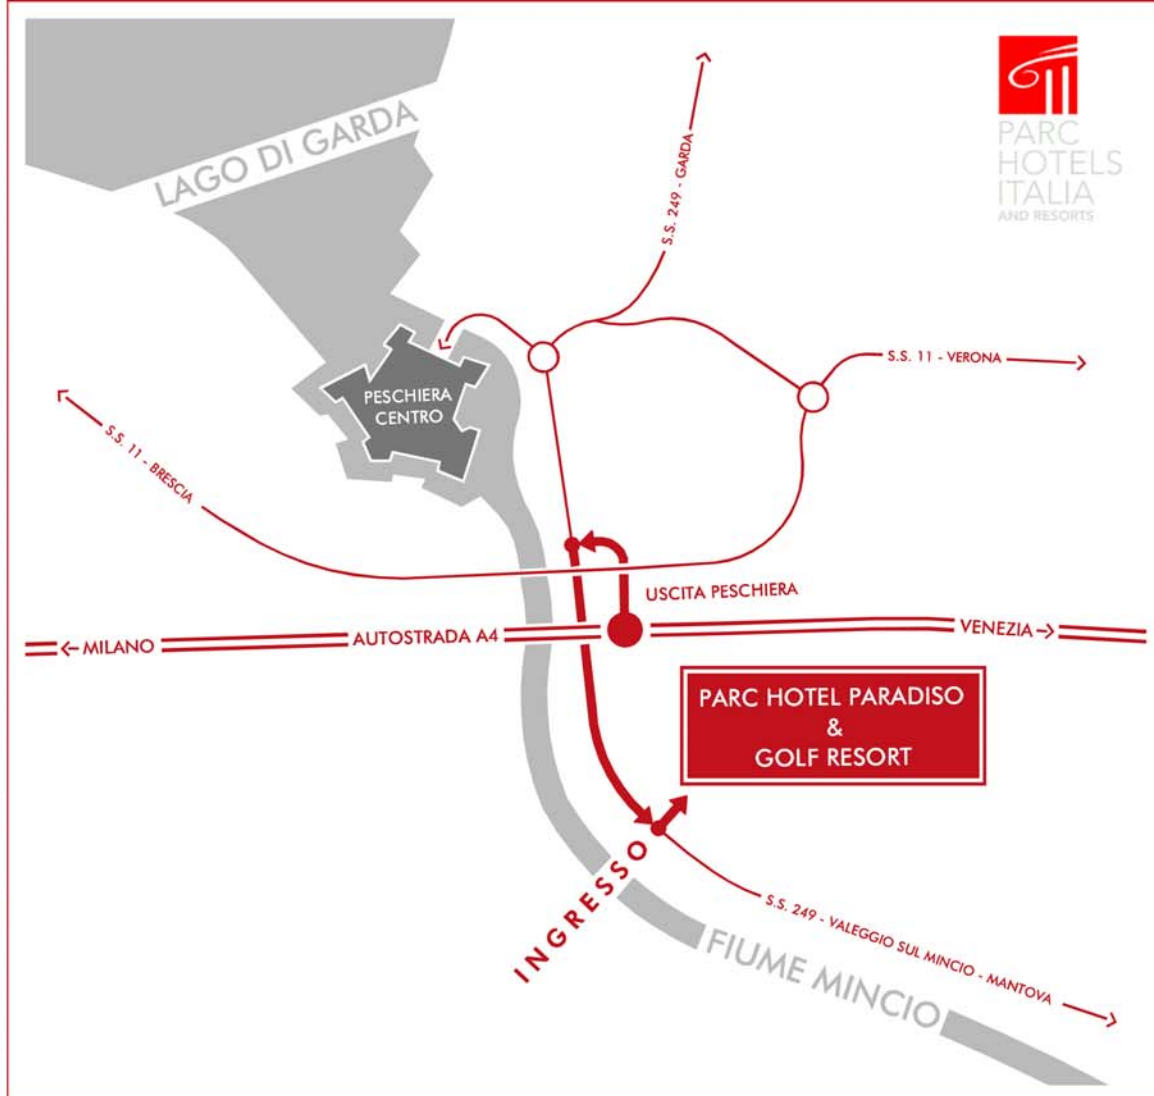 PARC
HOTELS
ITALIA
AND RESORTS
LAGO DI GARDA
S.S. 249 - GARDA
S.S. 11 - VERONA
PESCHIERA
CENTRO
S.S. 11 - BRESCIA
USCITA PESCHIERA
MILANO
AUTOSTRADA A4
VENEZIA
PARC HOTEL PARADISO
&
GOLF RESORT
INGRESSO
S.S. 249 - VALEGGIO SUL MINCIO - MANTOVA
FIUME MINCIO